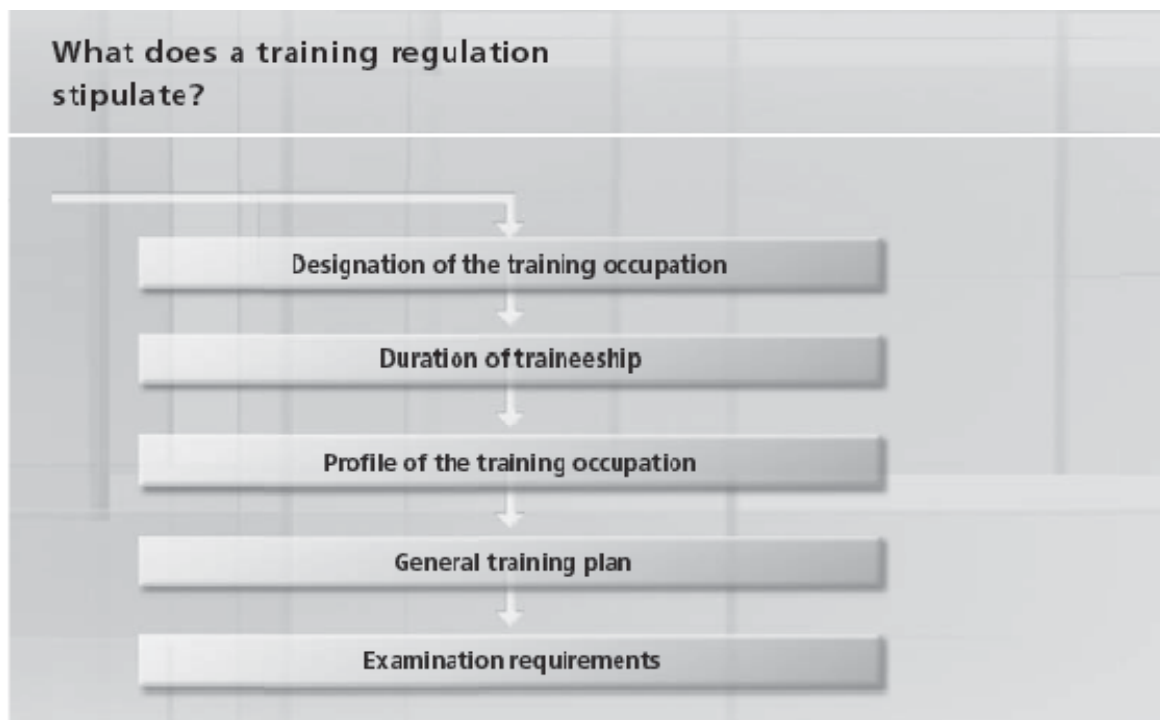 What does a training regulation
stipulate?
Designation of the training occupation
Duration of traineeship
Profile of the training occupation
General training plan
Examination requirements